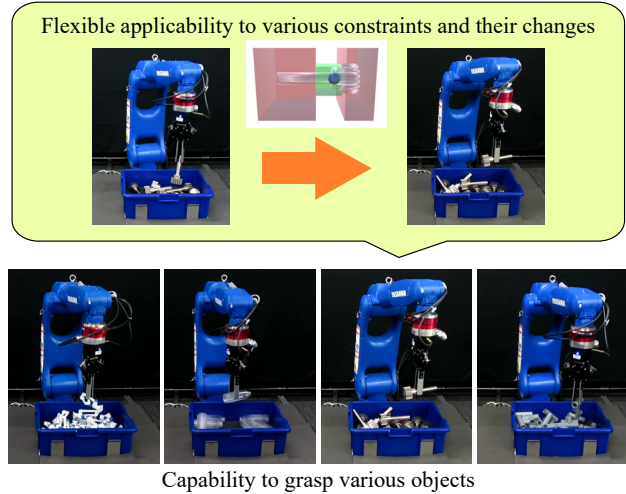 Flexible applicability to various constraints and their changes
Capability to grasp various objects